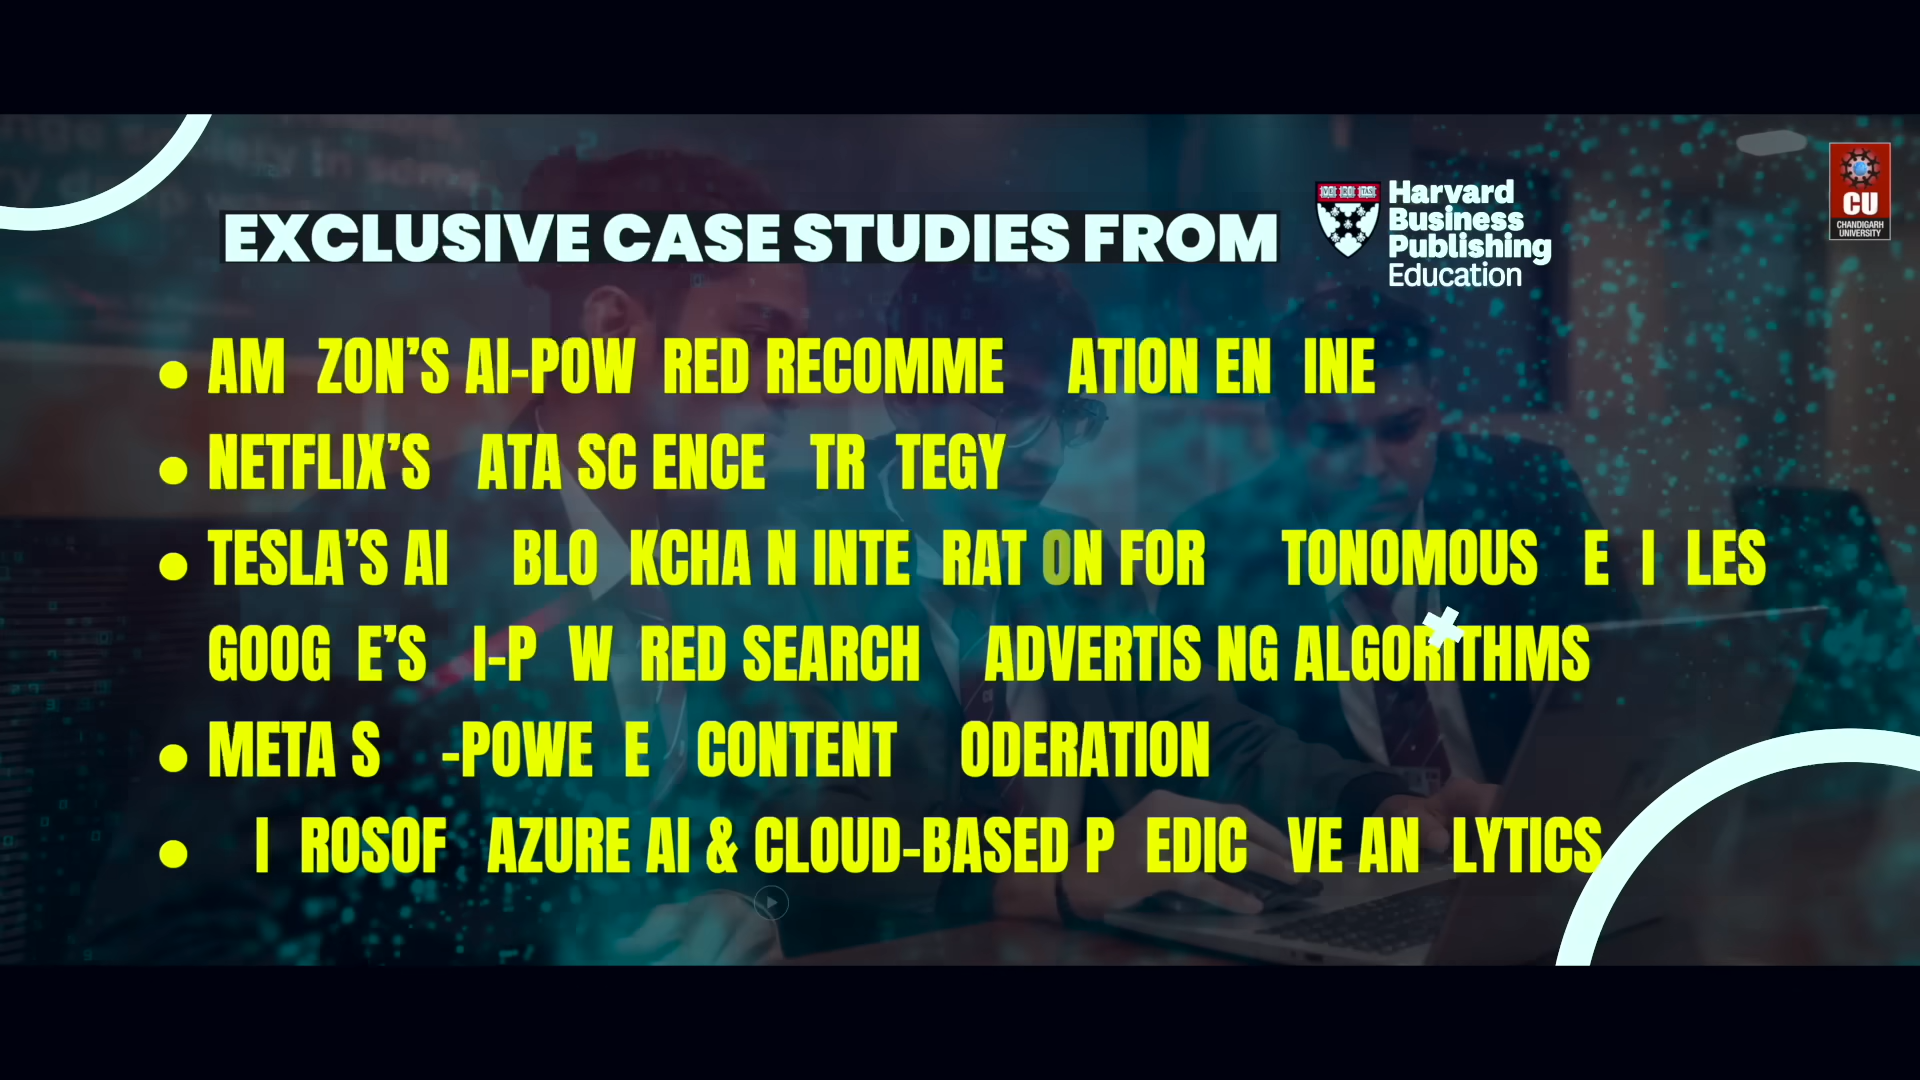 EXCLUSIVE CASE STUDIES FROM
Harvard
Business
Publishing
Education
CU
CHANDIGARH
UNIVERSITY
AM ZON'S AI-POW RED RECOMME ATION EN INE
NETFLIX'S ATA SC ENCE TR TEGY
TESLA'S AI BLO KCHA N INTE RAT ON FOR TONOMOUS E I LES
GOOG E'S I-P W RED SEARCH ADVERTIS NG ALGORITHMS
META S -POWE E CONTENT ODERATION
I ROSOF AZURE AI & CLOUD-BASED P EDIC VE AN LYTICS